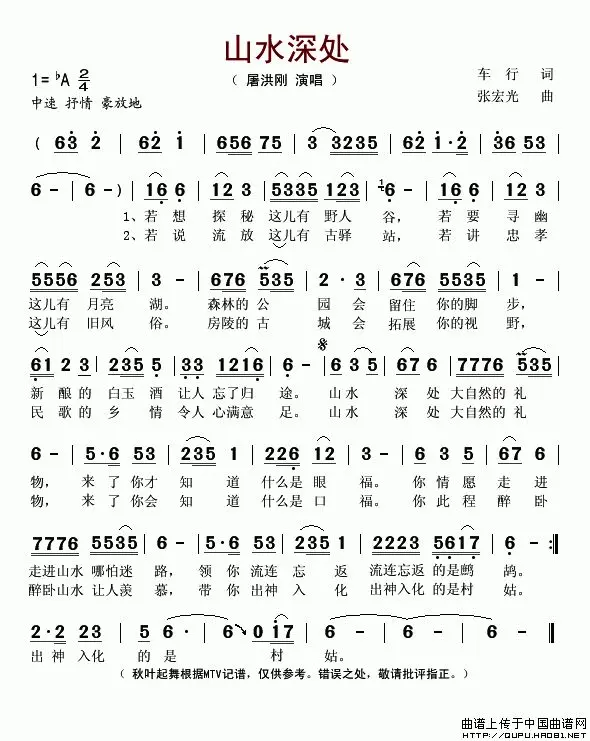 山水深处
1=♭A 2/4
（ 屠洪刚 演唱 ）
车 行 词
中速 抒情 豪放地
张宏光 曲
( 63 2 | 62 1 | 656 75 | 3 3235 | 62 1·2 | 36 53 |
6 - | 6 - ) | 16 6 | 12 3 | 5335 123 | 6 - | 16 6 | 12 3 |
1、若 想 探 秘 这儿有 野人 谷， 若 要 寻 幽
2、若 说 流 放 这儿有 古驿 站， 若 讲 忠 孝
5556 253 | 3 - | 676 535 | 2 · 3 | 676 5535 | 1 - |
这儿有 月亮 湖。 森林的 公 园 会 留住 你的脚 步，
这儿有 旧风 俗。 房陵的 古 城 会 拓展 你的视 野，
61 2 3 | 235 5 | 33 1216 | 6 - | 6 3 5 | 67 6 | 7776 535 |
新 酿 的 白玉 酒 让人 忘了归 途。 山 水 深 处 大自然的 礼
民 歌 的 乡 情 令人 心满意 足。 山 水 深 处 大自然的 礼
6 - | 5·6 53 | 235 1 | 226 12 | 3 - | 6 3 5 | 67 6 |
物， 来 了 你才 知 道 什么是 眼 福。 你 情 愿 走 进
物， 来 了 你会 知 道 什么是 口 福。 你 此 程 醉 卧
7776 5535 | 6 - | 5·6 53 | 235 1 | 2223 5617 | 6 - :||
走进山水 哪怕迷 路， 领 你 流连 忘 返 流连忘返 的是鹧 鸪。
醉卧山水 让人羡 慕， 带 你 出神 入 化 出神入化 的是村 姑。
2·2 23 | 5 6· | 6· 017 | 6 - | 6 - | 6 - | 6 0 ||
出 神 入化 的 是 村 姑。
（ 秋叶起舞根据MTV记谱，仅供参考。错误之处，敬请批评指正。）
曲谱上传于中国曲谱网
HTTP://QUPU.HAO81.NET